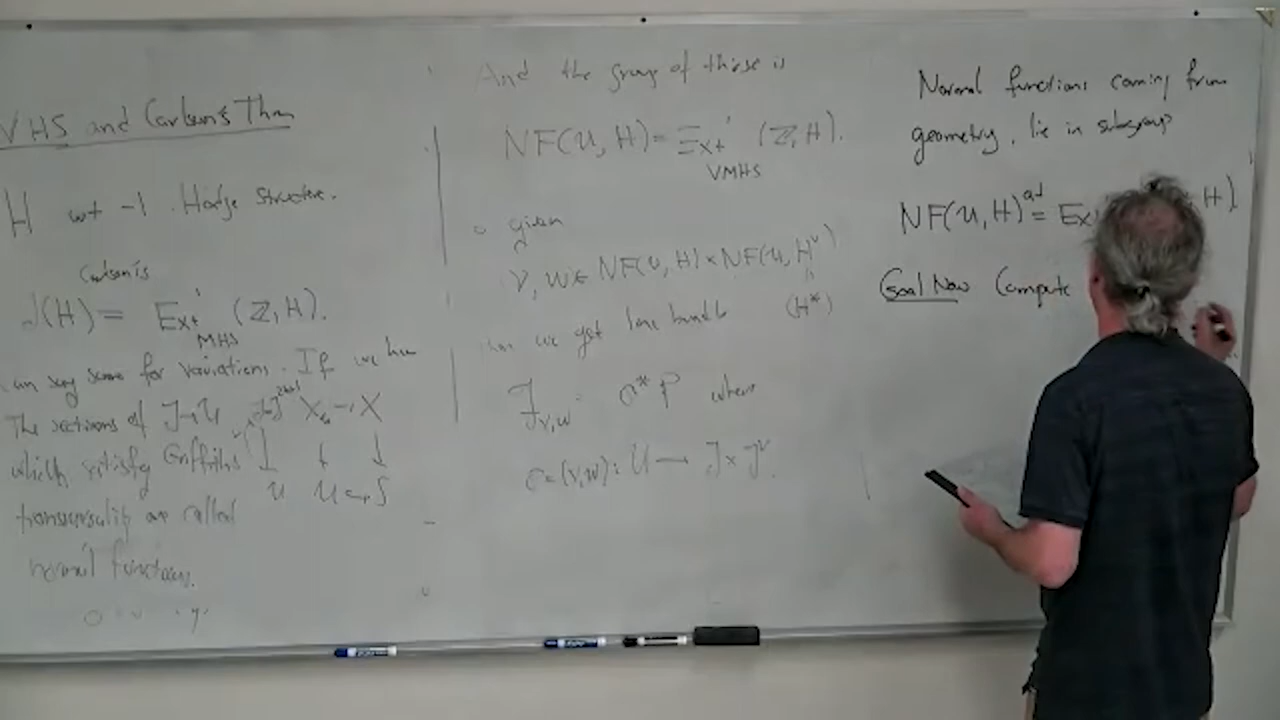 VHS and Carlson's Thm
H wt -1 . Hodge Structure.
Carlson's
J(H) = Ext¹ (ℤ, H).
MHS
an say same for variations. If we have
The sections of J → U
X → X
which satisfy Griffiths
U U ↪ S
transversality are called
normal functions.
And the group of these is
NF(U, H) = Ext¹ (ℤ, H).
VMHS
given
ν, ω ∈ NF(U, H) × NF(U, H^∨)
we get line bundle (H*)
J_{ν,ω} σ*P where
σ = (ν, ω): U → J × J^∨.
Normal functions coming from
geometry, lie in subgroup
NF(U, H)^{ad} = Ex H).
Goal Now Compute